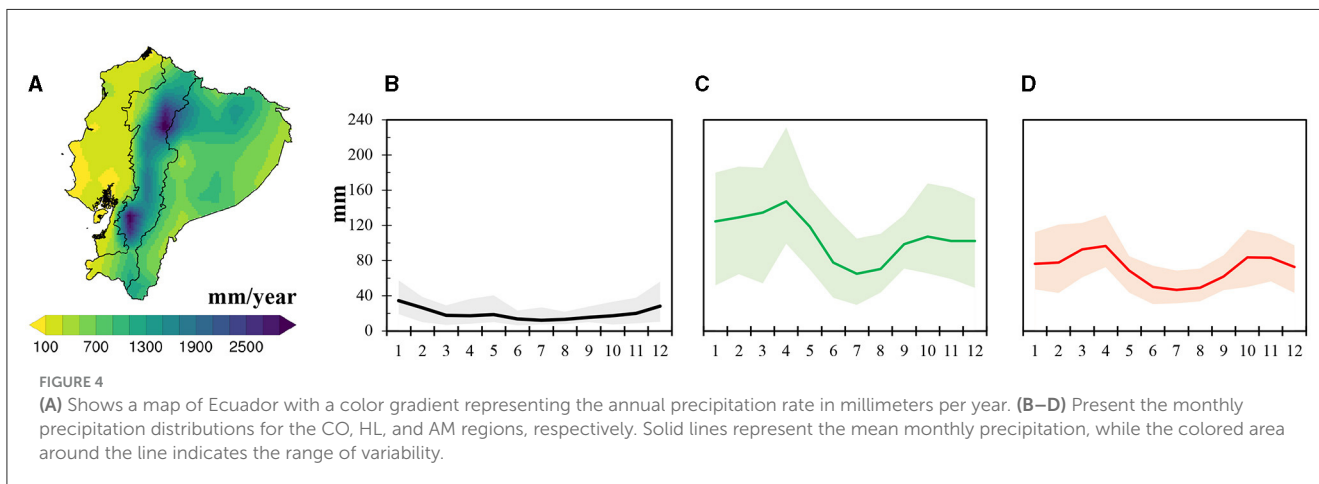 A
B
C
D
240
200
160
120
80
40
0
mm
mm/year
100 700 1300 1900 2500
1 2 3 4 5 6 7 8 9 10 11 12
1 2 3 4 5 6 7 8 9 10 11 12
1 2 3 4 5 6 7 8 9 10 11 12
FIGURE 4
(A) Shows a map of Ecuador with a color gradient representing the annual precipitation rate in millimeters per year. (B–D) Present the monthly
precipitation distributions for the CO, HL, and AM regions, respectively. Solid lines represent the mean monthly precipitation, while the colored area
around the line indicates the range of variability.